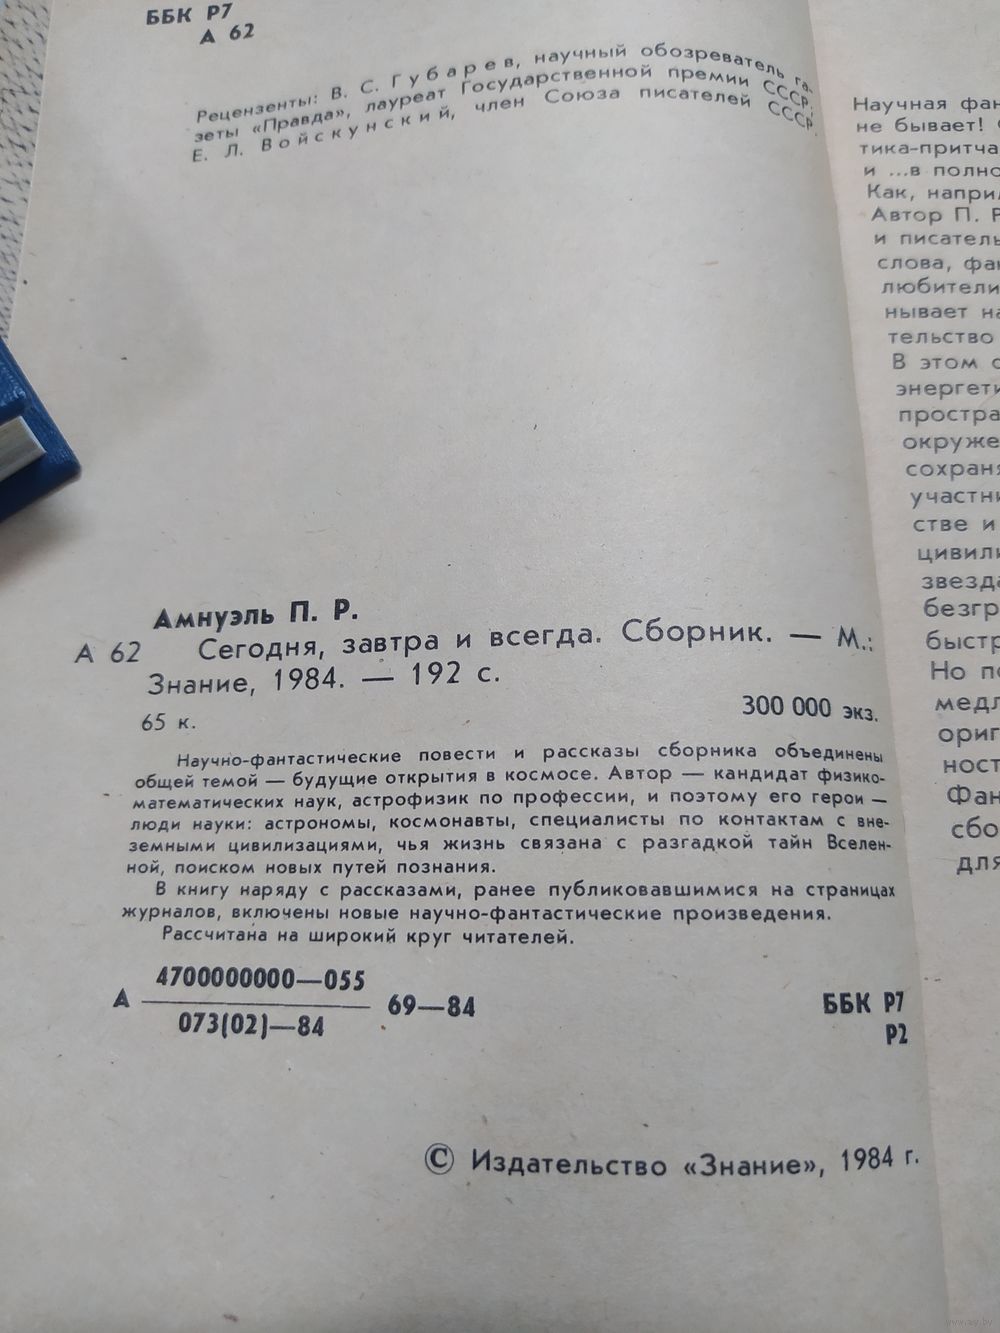 ББК Р7
А 62
Рецензенты: В. С. Губарев, научный обозреватель га-
зеты «Правда», лауреат Государственной премии СССР;
Е. Л. Войскунский, член Союза писателей СССР.
Амнуэль П. Р.
А 62 Сегодня, завтра и всегда. Сборник. — М.:
Знание, 1984. — 192 с.
65 к. 300 000 экз.
Научно-фантастические повести и рассказы сборника объединены
общей темой — будущие открытия в космосе. Автор — кандидат физико-
математических наук, астрофизик по профессии, и поэтому его герои —
люди науки: астрономы, космонавты, специалисты по контактам с вне-
земными цивилизациями, чья жизнь связана с разгадкой тайн Вселен-
ной, поиском новых путей познания.
В книгу наряду с рассказами, ранее публиковавшимися на страницах
журналов, включены новые научно-фантастические произведения.
Рассчитана на широкий круг читателей.
4700000000—055
А 69—84
073(02)—84
ББК Р7
Р2
© Издательство «Знание», 1984 г.
Научная фан
не бывает!
тика-притча
и ...в полно
Как, напри
Автор П. Р
и писатель
слова, фа
любители
нывает на
тельство
В этом с
энергети
простра
окруже
сохран
участн
стве и
цивили
звезда
безгр
быстр
Но по
медл
ориг
ност
Фан
сбо
для